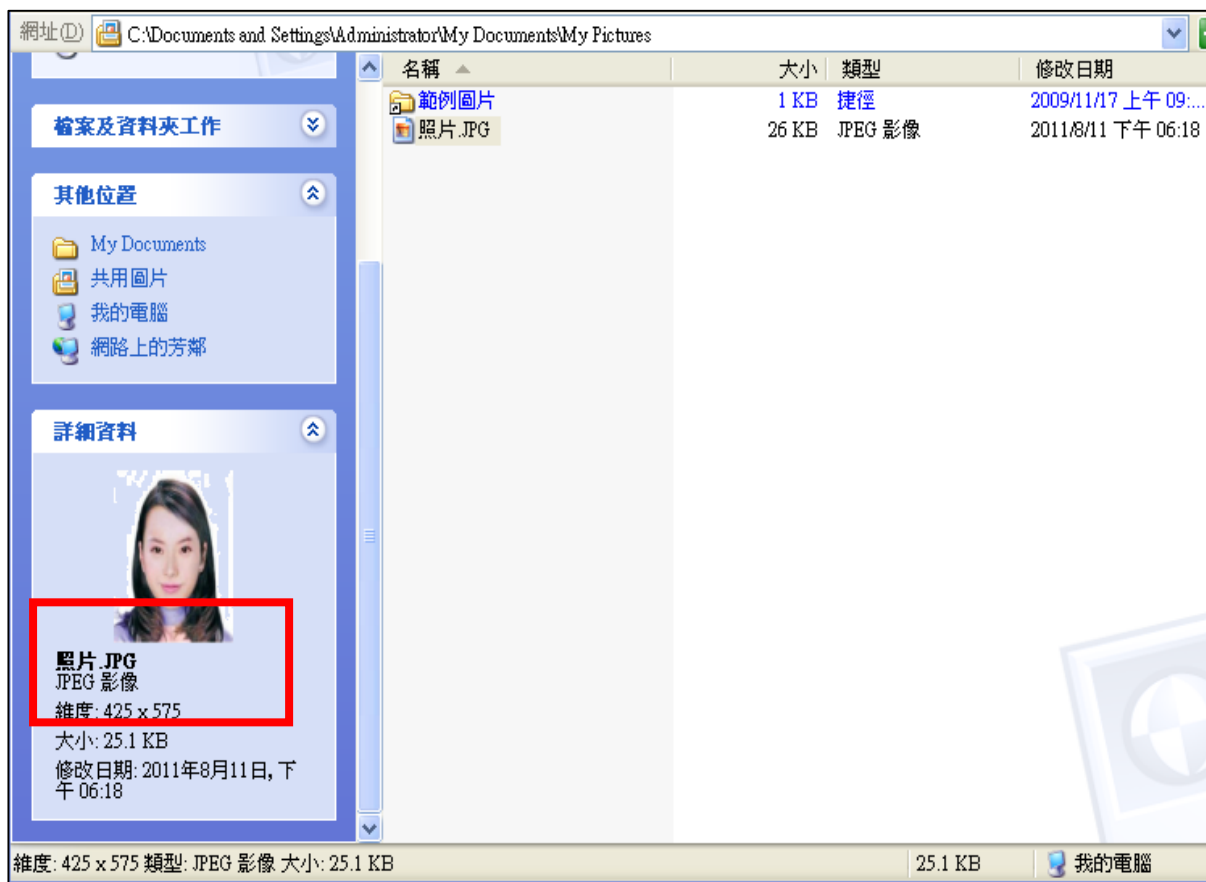 網址(D) C:\Documents and Settings\Administrator\My Documents\My Pictures
名稱 大小 類型 修改日期
範例圖片 1 KB 捷徑 2009/11/17 上午 09:...
照片.JPG 26 KB JPEG 影像 2011/8/11 下午 06:18
檔案及資料夾工作
其他位置
My Documents
共用圖片
我的電腦
網路上的芳鄰
詳細資料
照片.JPG
JPEG 影像
維度: 425 x 575
大小: 25.1 KB
修改日期: 2011年8月11日, 下
午 06:18
維度: 425 x 575 類型: JPEG 影像 大小: 25.1 KB 25.1 KB 我的電腦